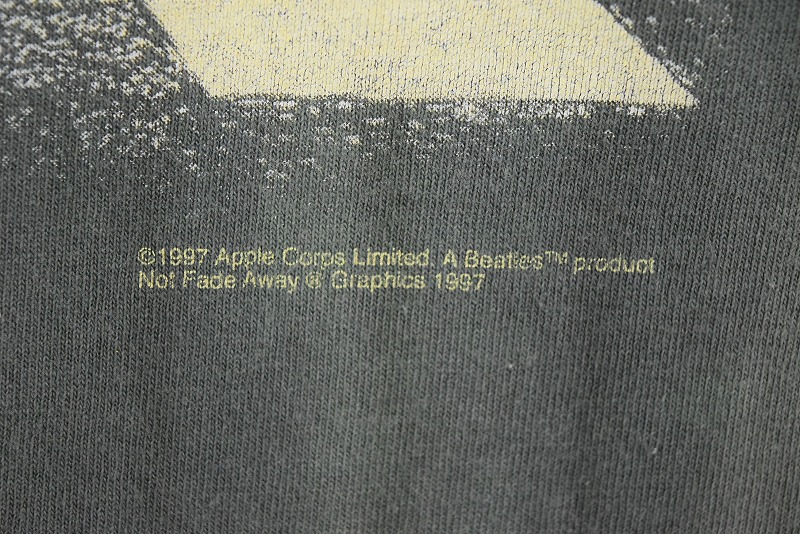 ©1997 Apple Corps Limited. A Beatles™ product
Not Fade Away ® Graphics 1997